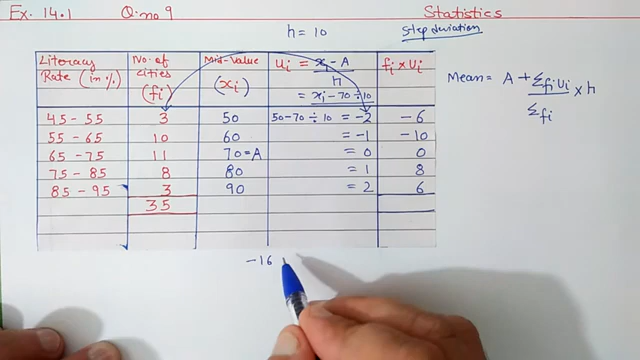 Ex. 14.1 Q. no 9 h = 10 Statistics
Step deviation
Literacy Rate (in %) No. of cities (fi) Mid-Value (xi) ui = xi - A / h = xi - 70 ÷ 10 fi × ui
45 - 55 3 50 50 - 70 ÷ 10 = -2 -6
55 - 65 10 60 = -1 -10
65 - 75 11 70 = A = 0 0
75 - 85 8 80 = 1 8
85 - 95 3 90 = 2 6
35
Mean = A + Σfiui / Σfi × h
-16